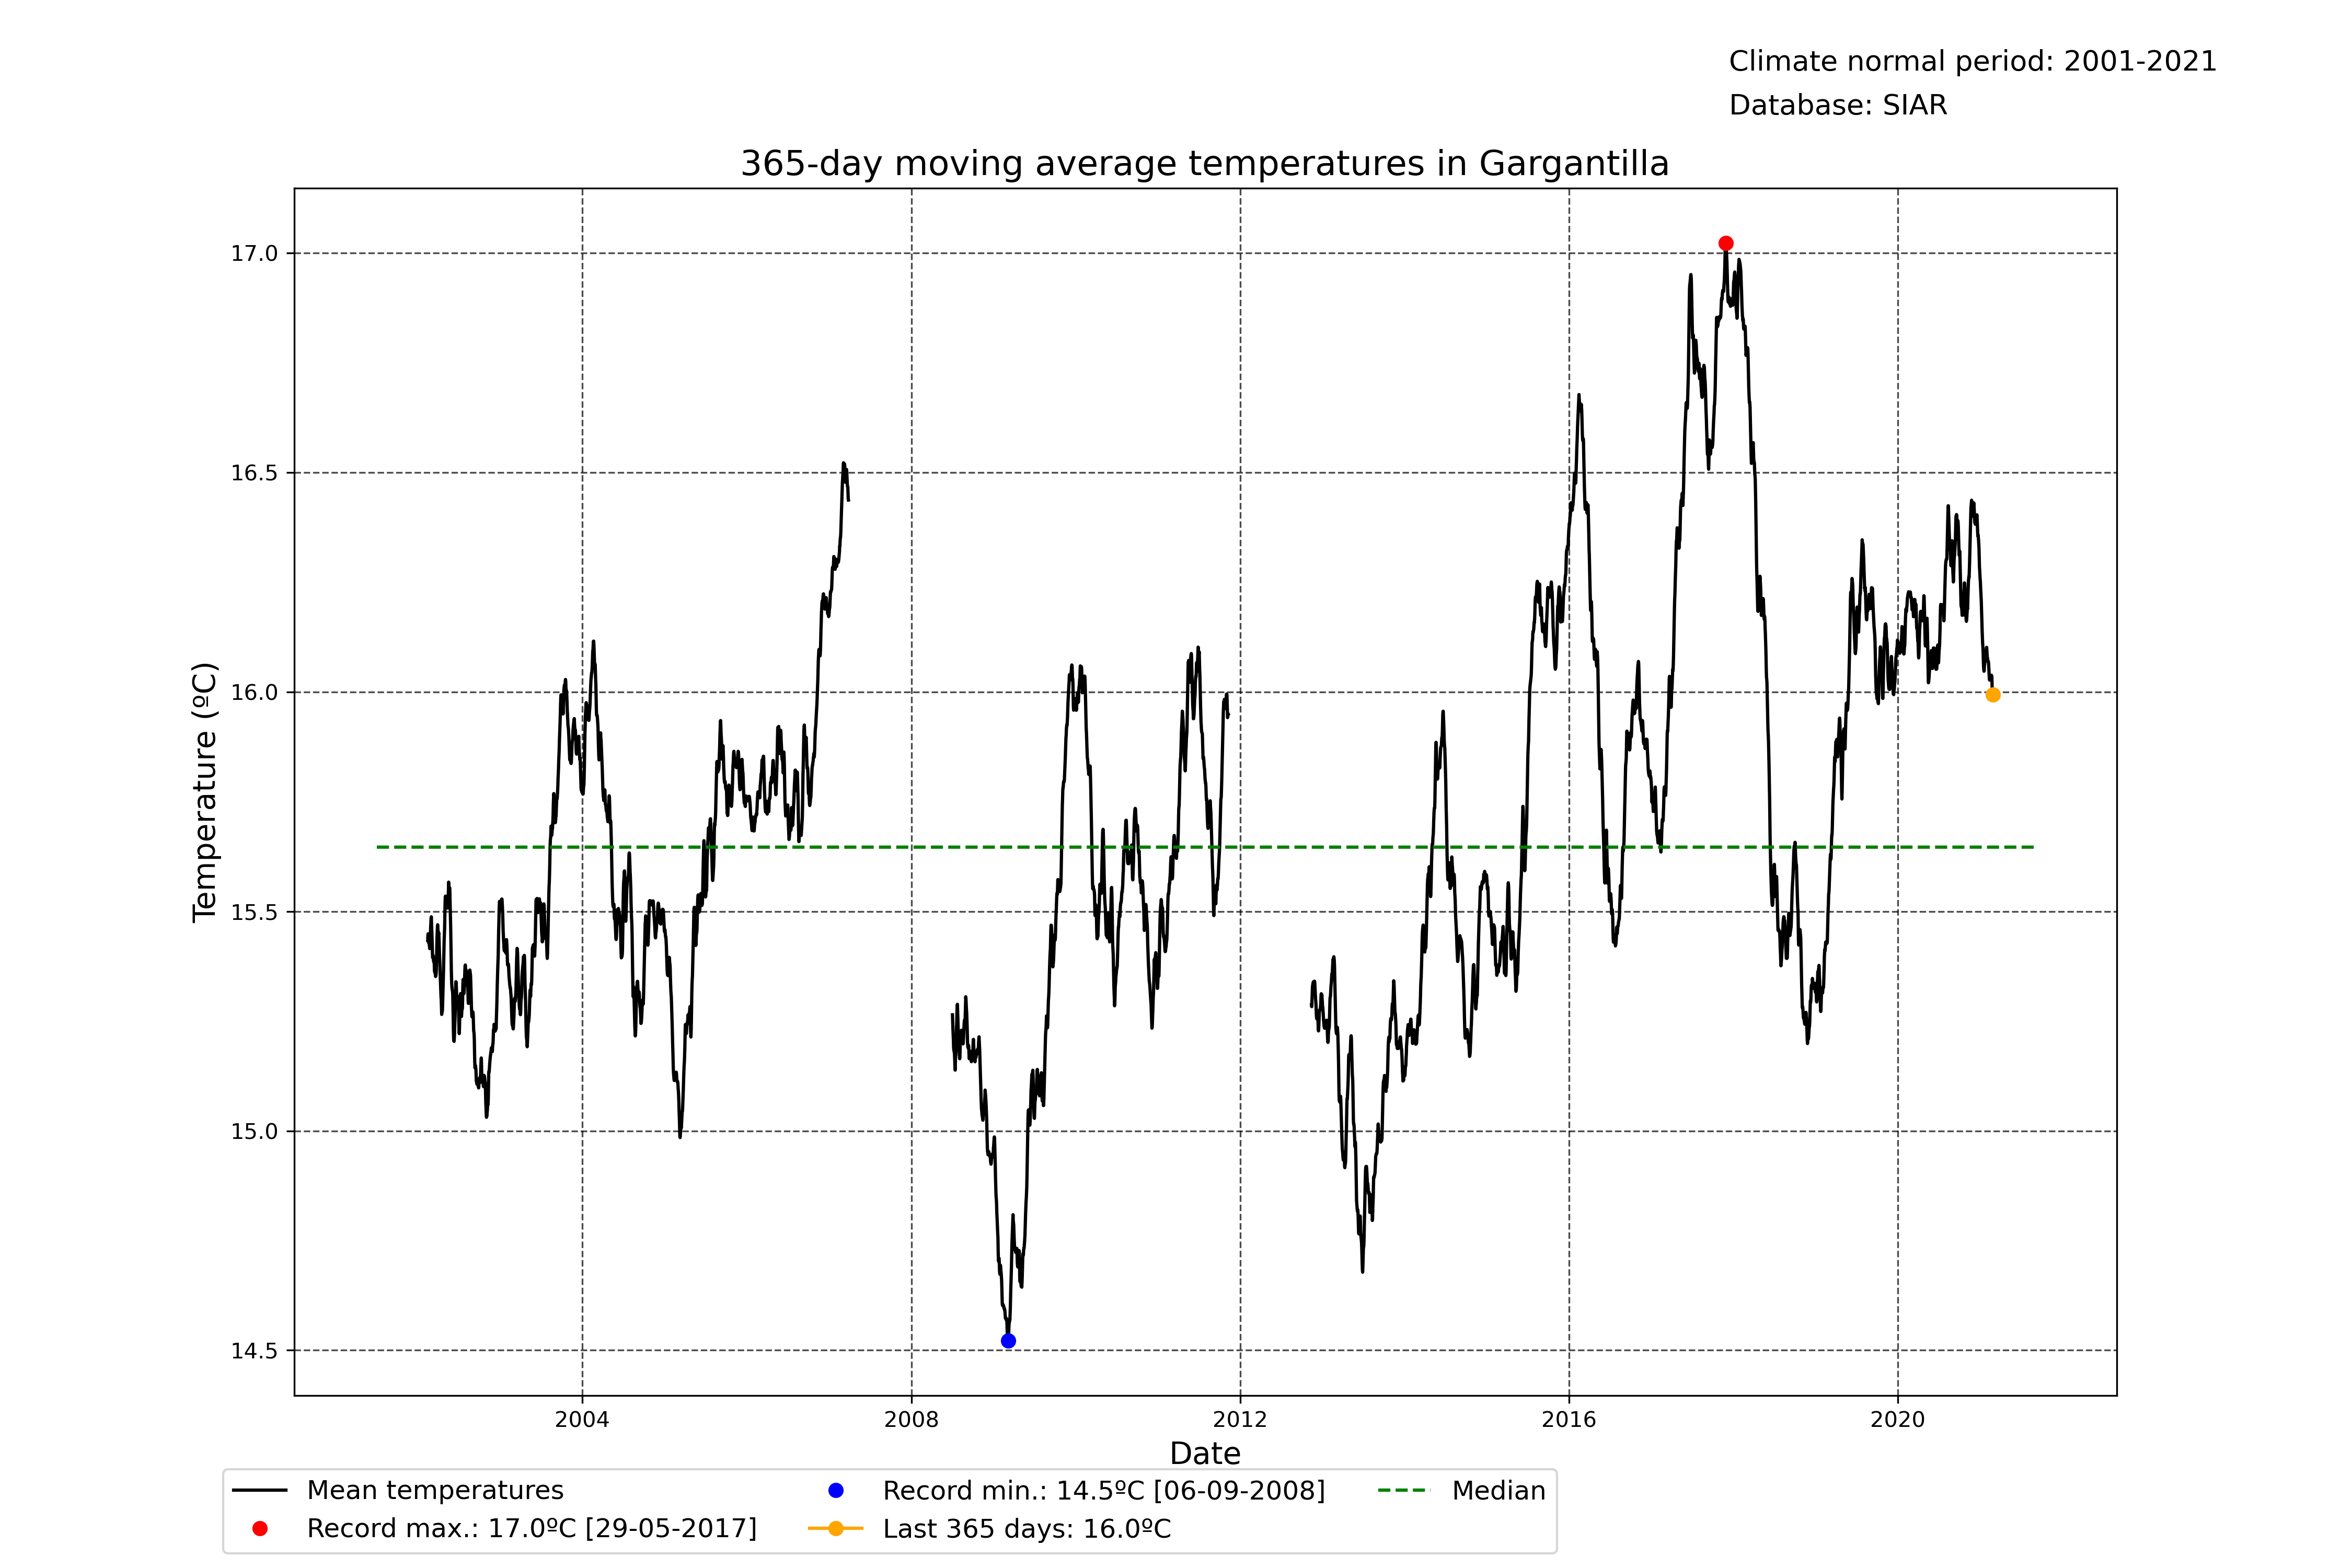 Climate normal period: 2001-2021
Database: SIAR
365-day moving average temperatures in Gargantilla
17.0
16.5
16.0
15.5
15.0
14.5
Temperature (ºC)
2004 2008 2012 2016 2020
Date
Mean temperatures
Record max.: 17.0ºC [29-05-2017]
Record min.: 14.5ºC [06-09-2008]
Last 365 days: 16.0ºC
Median